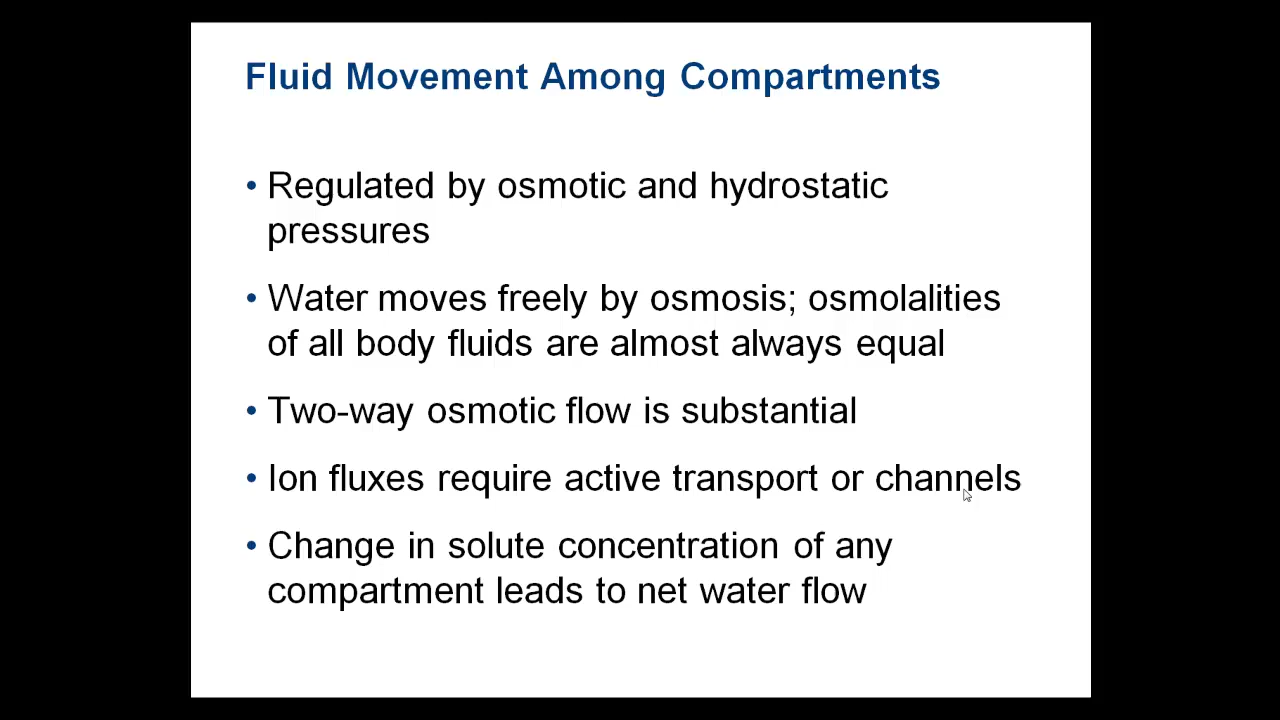 Fluid Movement Among Compartments
• Regulated by osmotic and hydrostatic
pressures
• Water moves freely by osmosis; osmolalities
of all body fluids are almost always equal
• Two-way osmotic flow is substantial
• Ion fluxes require active transport or channels
• Change in solute concentration of any
compartment leads to net water flow